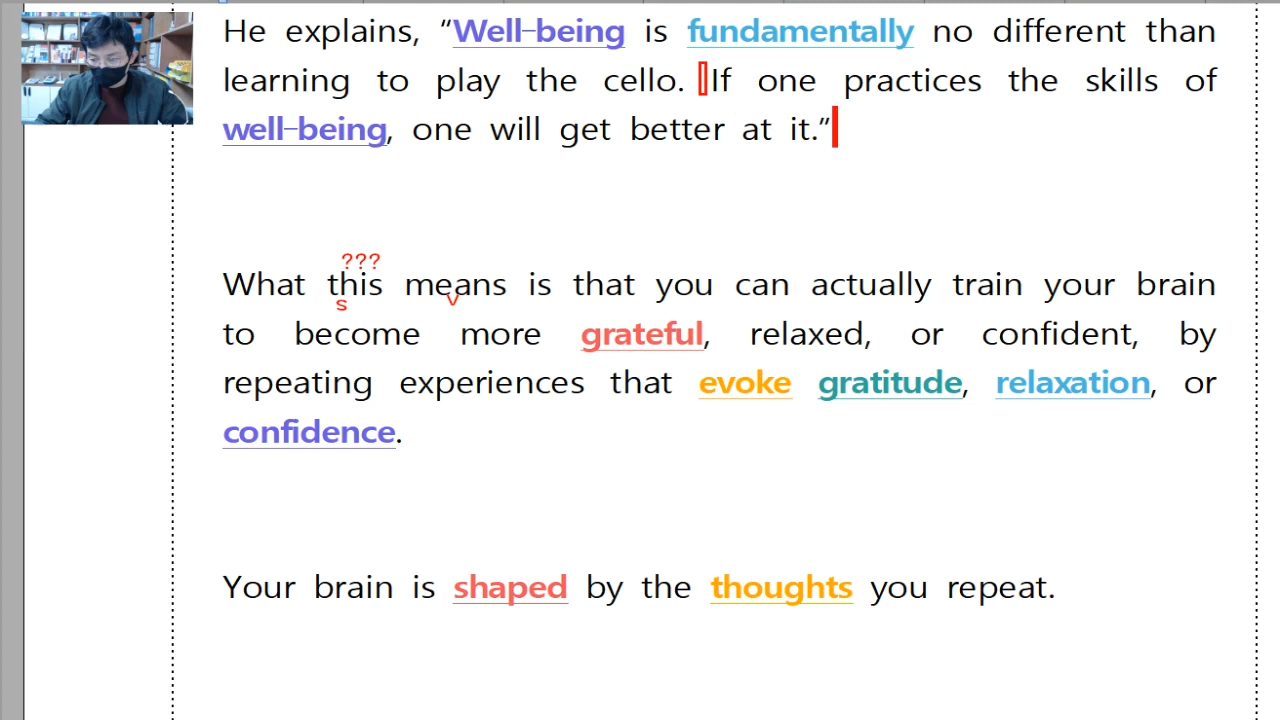 He explains, “Well-being is fundamentally no different than
learning to play the cello. If one practices the skills of
well-being, one will get better at it.”
???
What this means is that you can actually train your brain
s v
to become more grateful, relaxed, or confident, by
repeating experiences that evoke gratitude, relaxation, or
confidence.
Your brain is shaped by the thoughts you repeat.